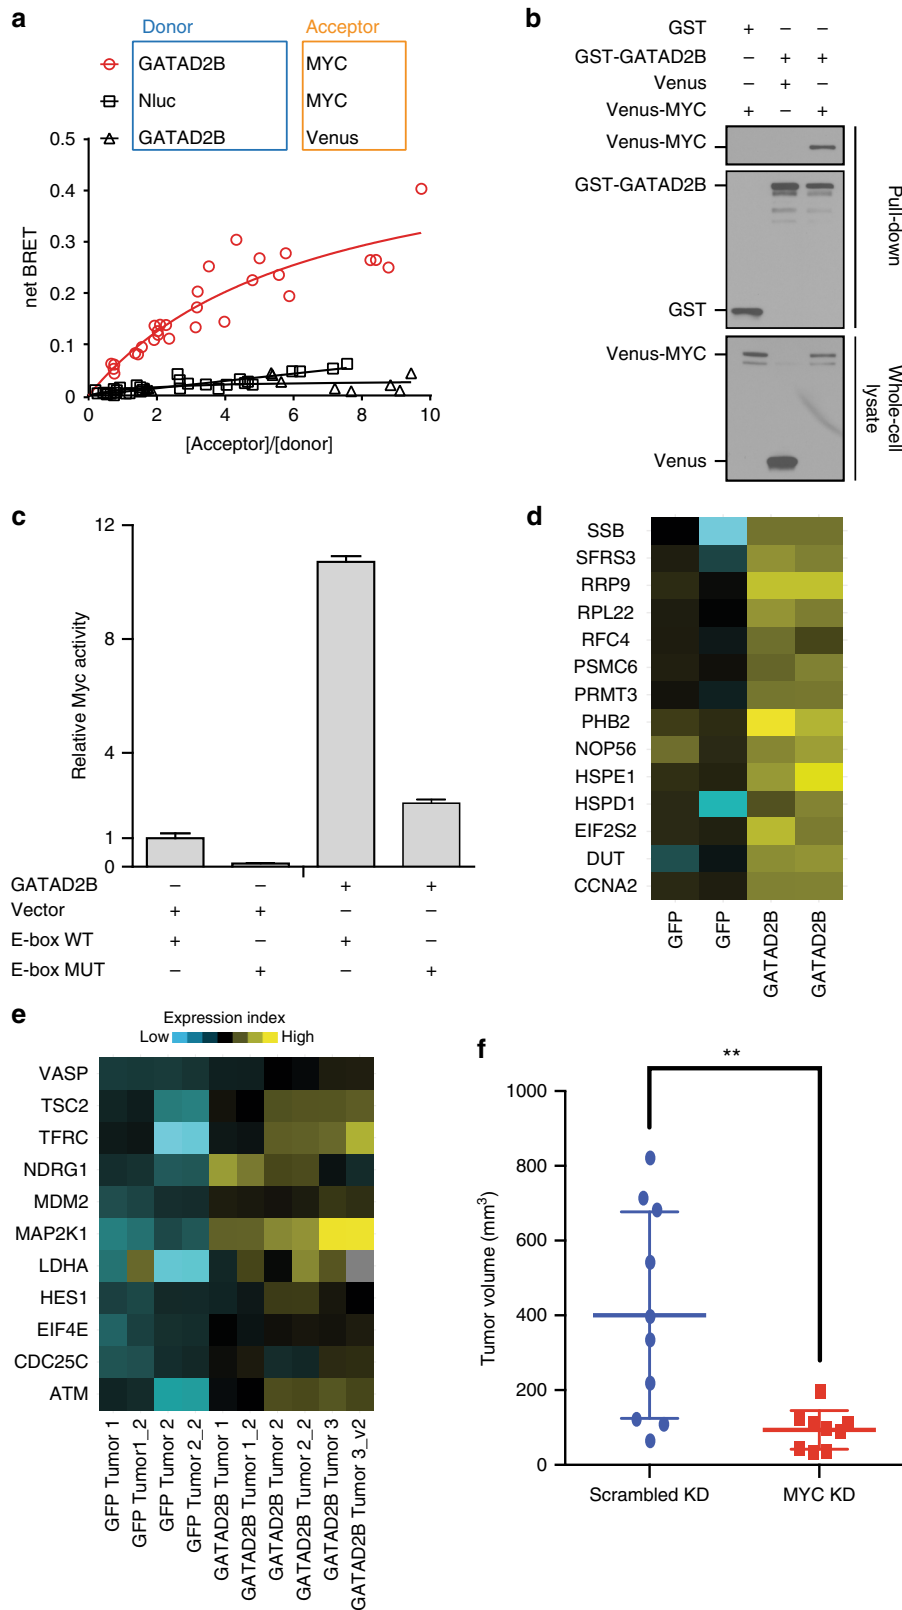 a
Donor Acceptor
GATAD2B MYC
Nluc MYC
GATAD2B Venus
0.5
0.4
0.3
0.2
0.1
0
net BRET
0 2 4 6 8 10
[Acceptor]/[donor]
b
GST + – –
GST-GATAD2B – + +
Venus – + –
Venus-MYC + – +
Venus-MYC
GST-GATAD2B
GST
Pull-down
Venus-MYC
Venus
Whole-cell
lysate
c
12
8
4
1
0
Relative Myc activity
GATAD2B – – + +
Vector + + – –
E-box WT + – + –
E-box MUT – + – +
d
SSB
SFRS3
RRP9
RPL22
RFC4
PSMC6
PRMT3
PHB2
NOP56
HSPE1
HSPD1
EIF2S2
DUT
CCNA2
GFP
GFP
GATAD2B
GATAD2B
e
Expression index
Low High
VASP
TSC2
TFRC
NDRG1
MDM2
MAP2K1
LDHA
HES1
EIF4E
CDC25C
ATM
GFP Tumor 1
GFP Tumor1_2
GFP Tumor 2
GFP Tumor 2_2
GATAD2B Tumor 1
GATAD2B Tumor 1_2
GATAD2B Tumor 2
GATAD2B Tumor 2_2
GATAD2B Tumor 3
GATAD2B Tumor 3_v2
f
**
1000
800
600
400
200
0
Tumor volume (mm³)
Scrambled KD MYC KD